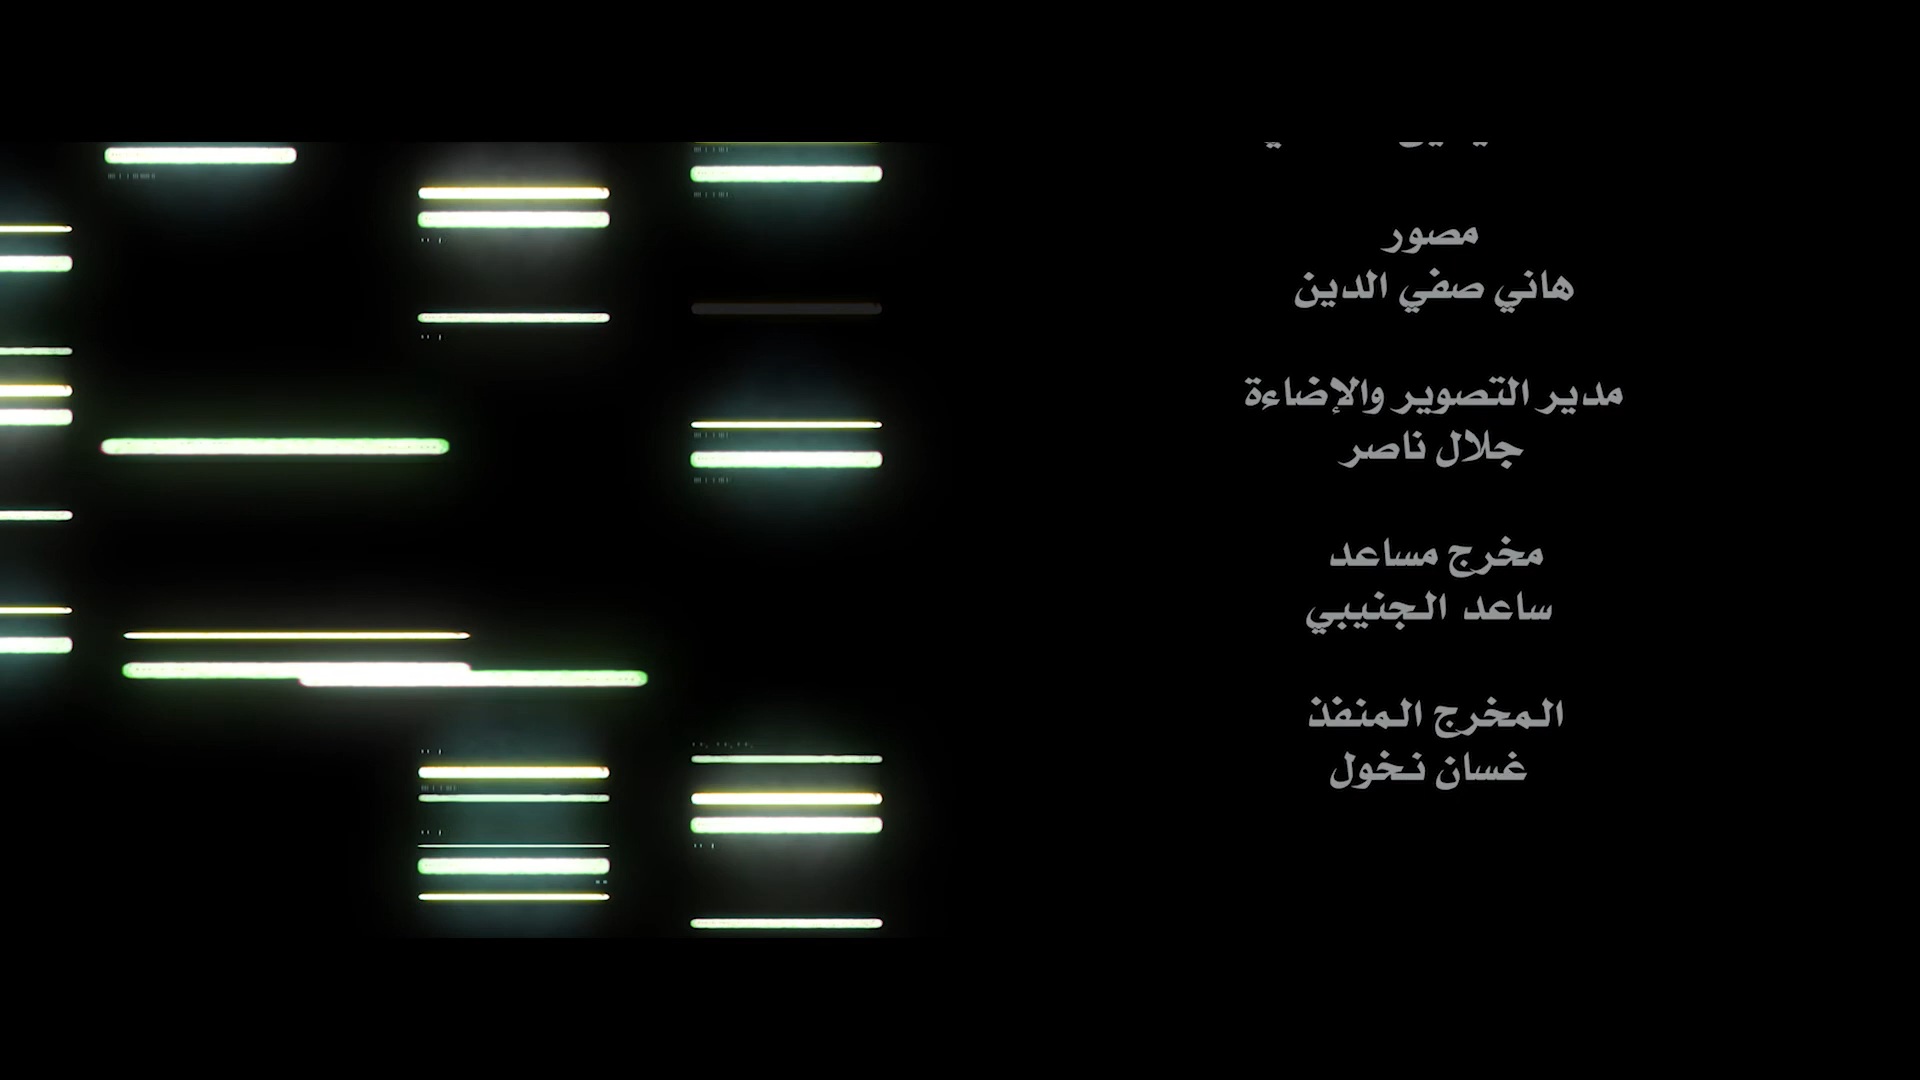 مصور
هاني صفي الدين
مدير التصوير والإضاءة
جلال ناصر
مخرج مساعد
ساعد الجنيبي
المخرج المنفذ
غسان نخول